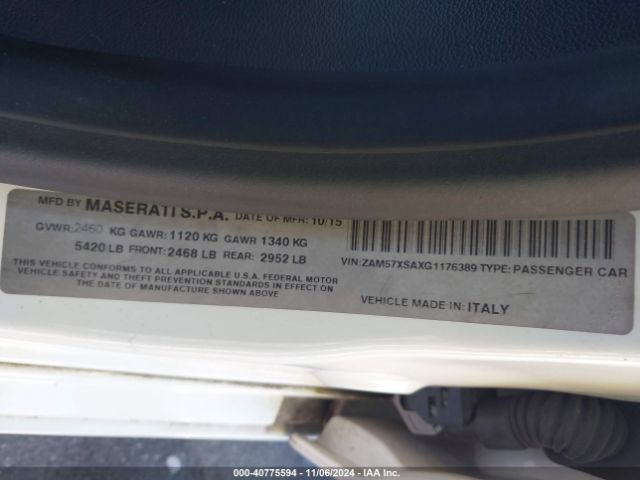 MFD BY MASERATI S.P.A. DATE OF MFR: 10/15
GVWR:2460 KG GAWR: 1120 KG GAWR 1340 KG
5420 LB FRONT: 2468 LB REAR: 2952 LB
THIS VEHICLE CONFORMS TO ALL APPLICABLE U.S.A. FEDERAL MOTOR
VEHICLE SAFETY AND THEFT PREVENTION STANDARDS IN EFFECT ON
THE DATE OF MANUFACTURE SHOWN ABOVE
VIN:ZAM57XSAXG1176389 TYPE: PASSENGER CAR
VEHICLE MADE IN: ITALY
000-40775594 - 11/06/2024 - IAA Inc.